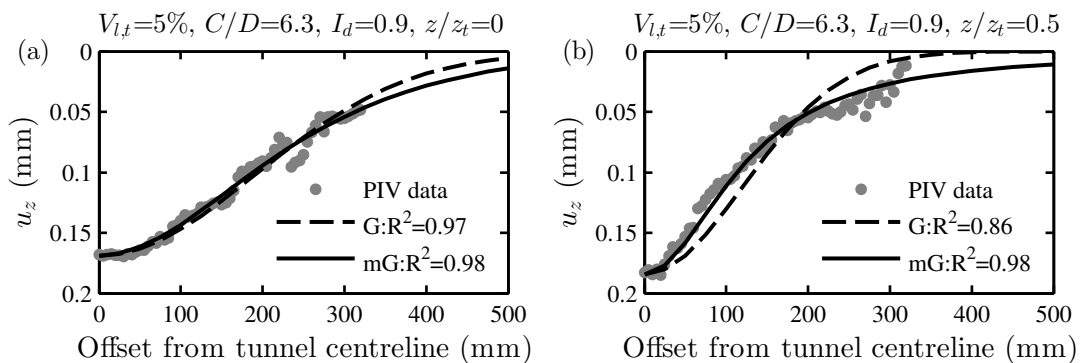 V_{l,t}=5%, C/D=6.3, I_d=0.9, z/z_t=0
(a)
0
0.05
0.1
0.15
0.2
u_z (mm)
PIV data
G:R²=0.97
mG:R²=0.98
0 100 200 300 400 500
Offset from tunnel centreline (mm)
V_{l,t}=5%, C/D=6.3, I_d=0.9, z/z_t=0.5
(b)
0
0.05
0.1
0.15
0.2
u_z (mm)
PIV data
G:R²=0.86
mG:R²=0.98
0 100 200 300 400 500
Offset from tunnel centreline (mm)